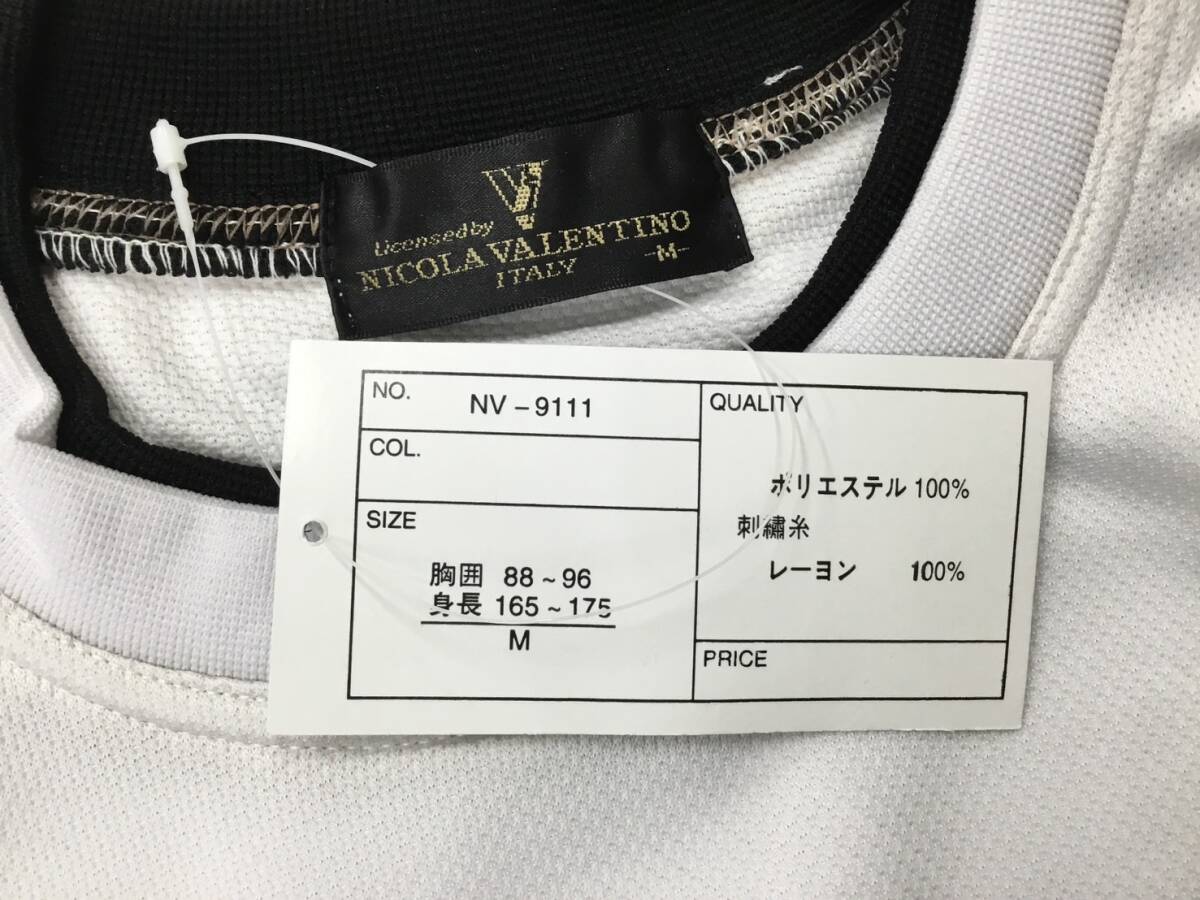 Licensed by
NICOLA VALENTINO
ITALY
-M-
NO.
NV-9111
COL.
SIZE
胸囲 88~96
身長 165~175
M
QUALITY
ポリエステル 100%
刺繡糸
レーヨン 100%
PRICE